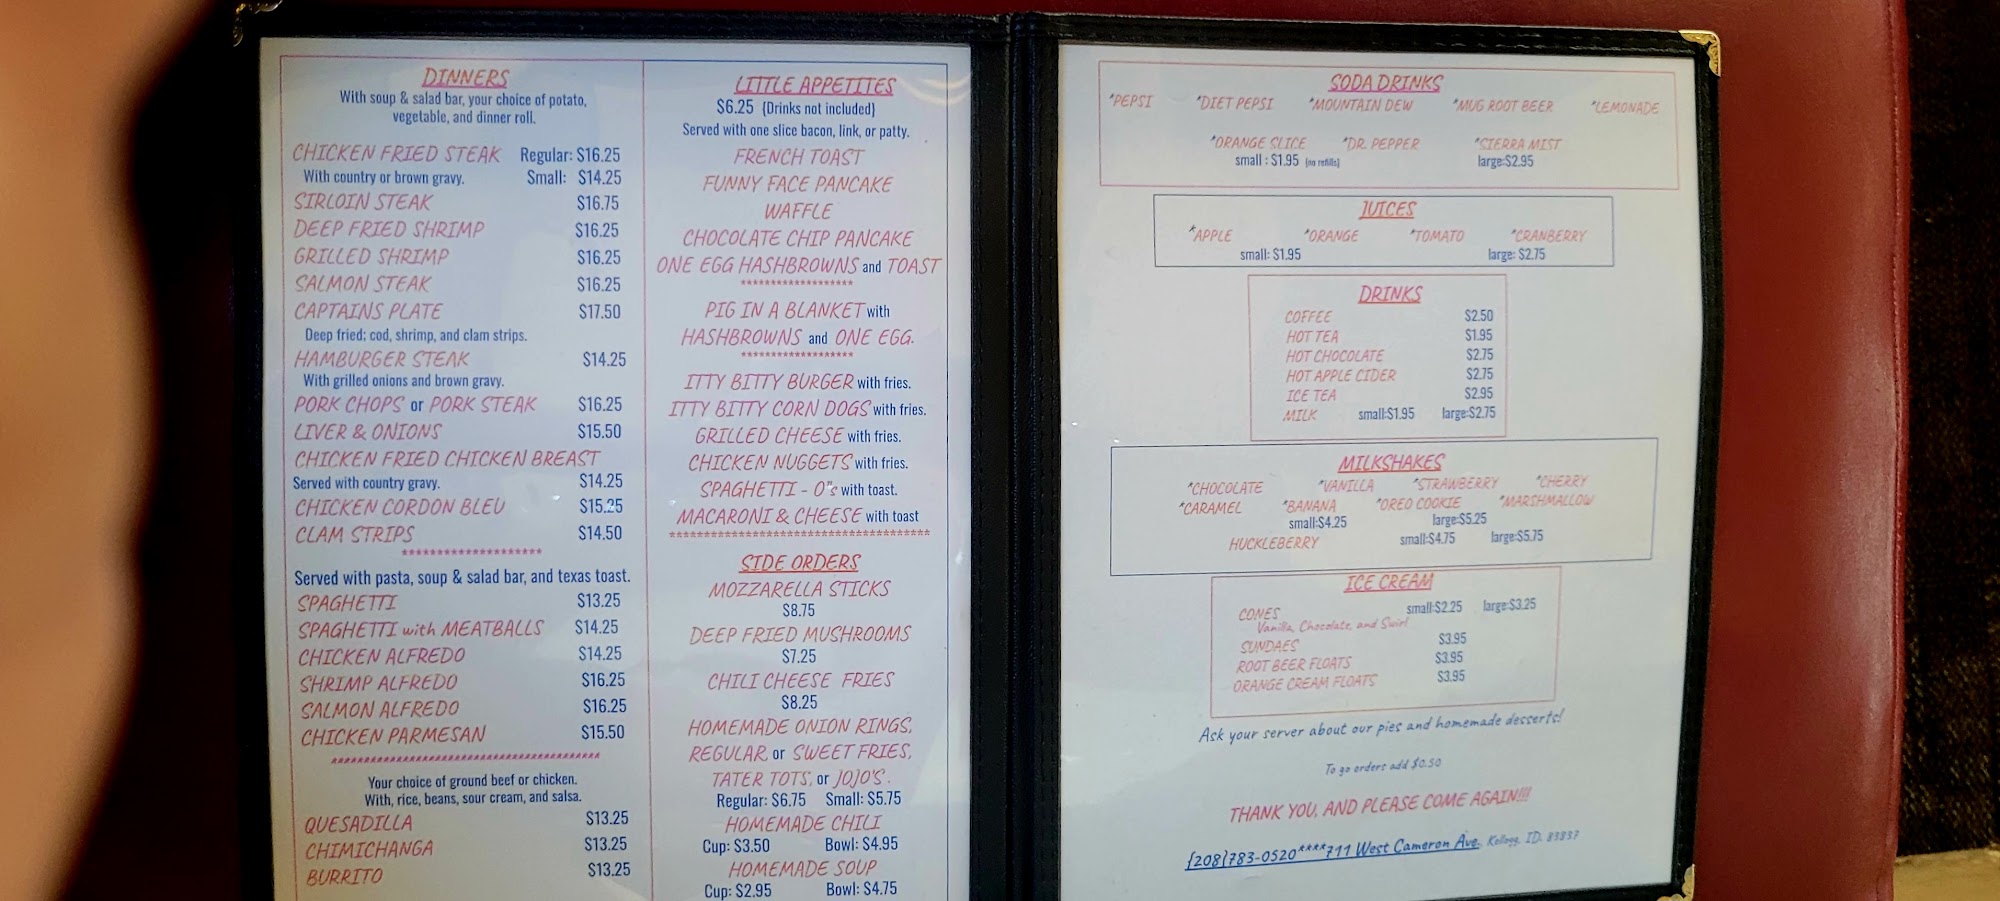 DINNERS
With soup & salad bar, your choice of potato,
vegetable, and dinner roll.
CHICKEN FRIED STEAK Regular: $16.25
With country or brown gravy. Small: $14.25
SIRLOIN STEAK $16.75
DEEP FRIED SHRIMP $16.25
GRILLED SHRIMP $16.25
SALMON STEAK $16.25
CAPTAINS PLATE $17.50
Deep fried: cod, shrimp, and clam strips.
HAMBURGER STEAK $14.25
With grilled onions and brown gravy.
PORK CHOPS or PORK STEAK $16.25
LIVER & ONIONS $15.50
CHICKEN FRIED CHICKEN BREAST
Served with country gravy. $14.25
CHICKEN CORDON BLEU $15.25
CLAM STRIPS $14.50
********************
Served with pasta, soup & salad bar, and texas toast.
SPAGHETTI $13.25
SPAGHETTI with MEATBALLS $14.25
CHICKEN ALFREDO $14.25
SHRIMP ALFREDO $16.25
SALMON ALFREDO $16.25
CHICKEN PARMESAN $15.50
****************************************
Your choice of ground beef or chicken.
With, rice, beans, sour cream, and salsa.
QUESADILLA $13.25
CHIMICHANGA $13.25
BURRITO $13.25
LITTLE APPETITES
$6.25 (Drinks not included)
Served with one slice bacon, link, or patty.
FRENCH TOAST
FUNNY FACE PANCAKE
WAFFLE
CHOCOLATE CHIP PANCAKE
ONE EGG HASHBROWNS and TOAST
*******************
PIG IN A BLANKET with
HASHBROWNS and ONE EGG.
*******************
ITTY BITTY BURGER with fries.
ITTY BITTY CORN DOGS with fries.
GRILLED CHEESE with fries.
CHICKEN NUGGETS with fries.
SPAGHETTI - O"s with toast.
MACARONI & CHEESE with toast
*************************************
SIDE ORDERS
MOZZARELLA STICKS
$8.75
DEEP FRIED MUSHROOMS
$7.25
CHILI CHEESE FRIES
$8.25
HOMEMADE ONION RINGS,
REGULAR, or SWEET FRIES,
TATER TOTS, or JOJO'S.
Regular: $6.75 Small: $5.75
HOMEMADE CHILI
Cup: $3.50 Bowl: $4.95
HOMEMADE SOUP
Cup: $2.95 Bowl: $4.75
SODA DRINKS
*PEPSI *DIET PEPSI *MOUNTAIN DEW *MUG ROOT BEER *LEMONADE
*ORANGE SLICE *DR. PEPPER *SIERRA MIST
small : $1.95 (no refills) large:$2.95
JUICES
*APPLE *ORANGE *TOMATO *CRANBERRY
small: $1.95 large: $2.75
DRINKS
COFFEE $2.50
HOT TEA $1.95
HOT CHOCOLATE $2.75
HOT APPLE CIDER $2.75
ICE TEA $2.95
MILK small:$1.95 large:$2.75
MILKSHAKES
*CHOCOLATE *VANILLA *STRAWBERRY *CHERRY
*CARAMEL *BANANA *OREO COOKIE *MARSHMALLOW
small:$4.25 large:$5.25
HUCKLEBERRY small:$4.75 large:$5.75
ICE CREAM
CONES small:$2.25 large:$3.25
Vanilla, Chocolate, and Swirl
SUNDAES $3.95
ROOT BEER FLOATS $3.95
ORANGE CREAM FLOATS $3.95
Ask your server about our pies and homemade desserts!
To go orders add $0.50
THANK YOU, AND PLEASE COME AGAIN!!!
(208)783-0520****711 West Cameron Ave. Kellogg, ID. 83837